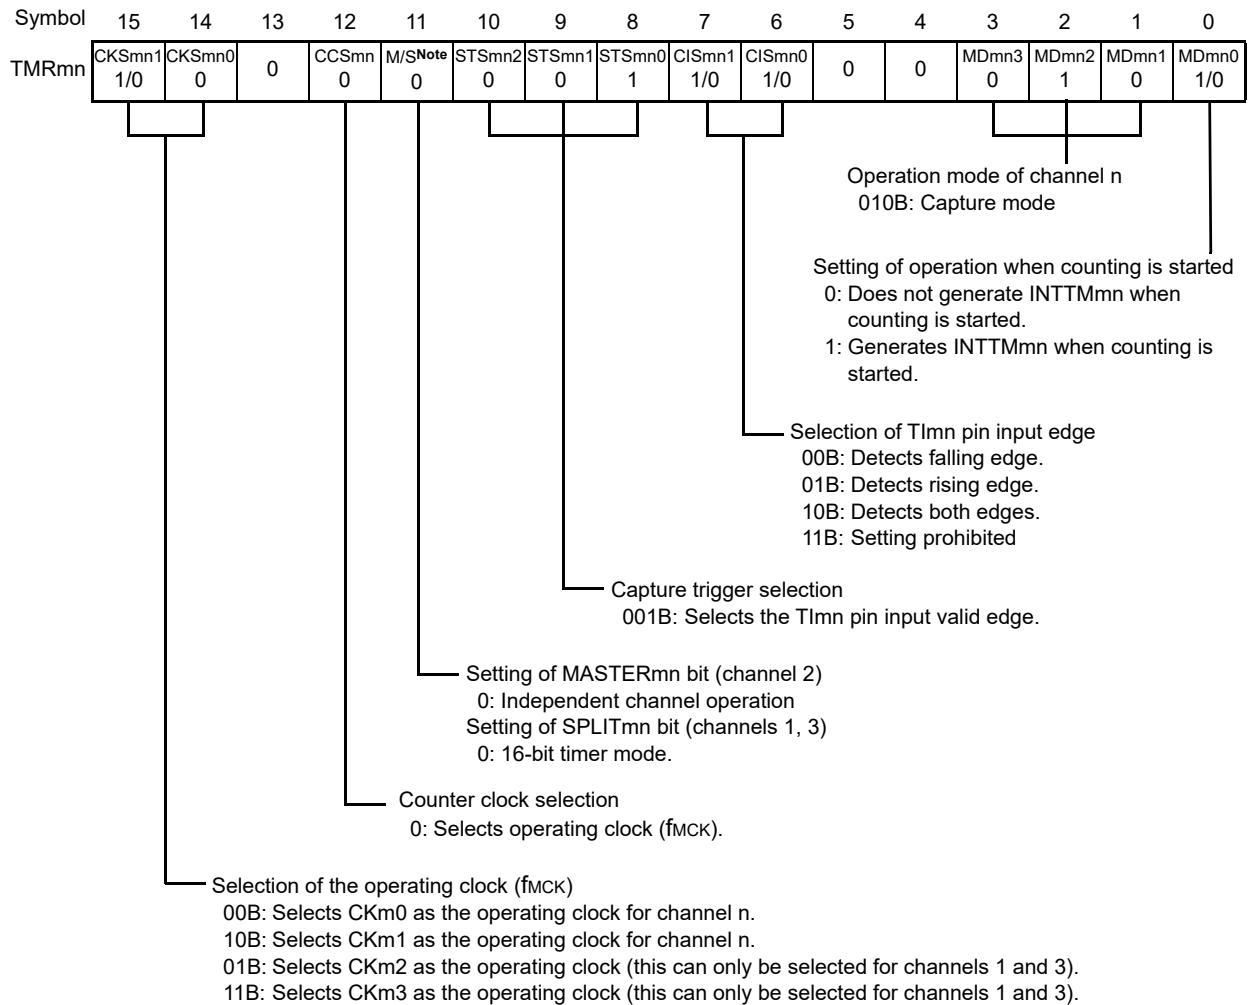 Symbol 15 14 13 12 11 10 9 8 7 6 5 4 3 2 1 0
TMRmn CKSmn1 CKSmn0 CCSmn M/SNote STSmn2 STSmn1 STSmn0 CISmn1 CISmn0 MDmn3 MDmn2 MDmn1 MDmn0
1/0 0 0 0 0 0 0 1 1/0 1/0 0 0 0 1 0 1/0
Operation mode of channel n
010B: Capture mode
Setting of operation when counting is started
0: Does not generate INTTMmn when
counting is started.
1: Generates INTTMmn when counting is
started.
Selection of TImn pin input edge
00B: Detects falling edge.
01B: Detects rising edge.
10B: Detects both edges.
11B: Setting prohibited
Capture trigger selection
001B: Selects the TImn pin input valid edge.
Setting of MASTERmn bit (channel 2)
0: Independent channel operation
Setting of SPLITmn bit (channels 1, 3)
0: 16-bit timer mode.
Counter clock selection
0: Selects operating clock (fMCK).
Selection of the operating clock (fMCK)
00B: Selects CKm0 as the operating clock for channel n.
10B: Selects CKm1 as the operating clock for channel n.
01B: Selects CKm2 as the operating clock (this can only be selected for channels 1 and 3).
11B: Selects CKm3 as the operating clock (this can only be selected for channels 1 and 3).